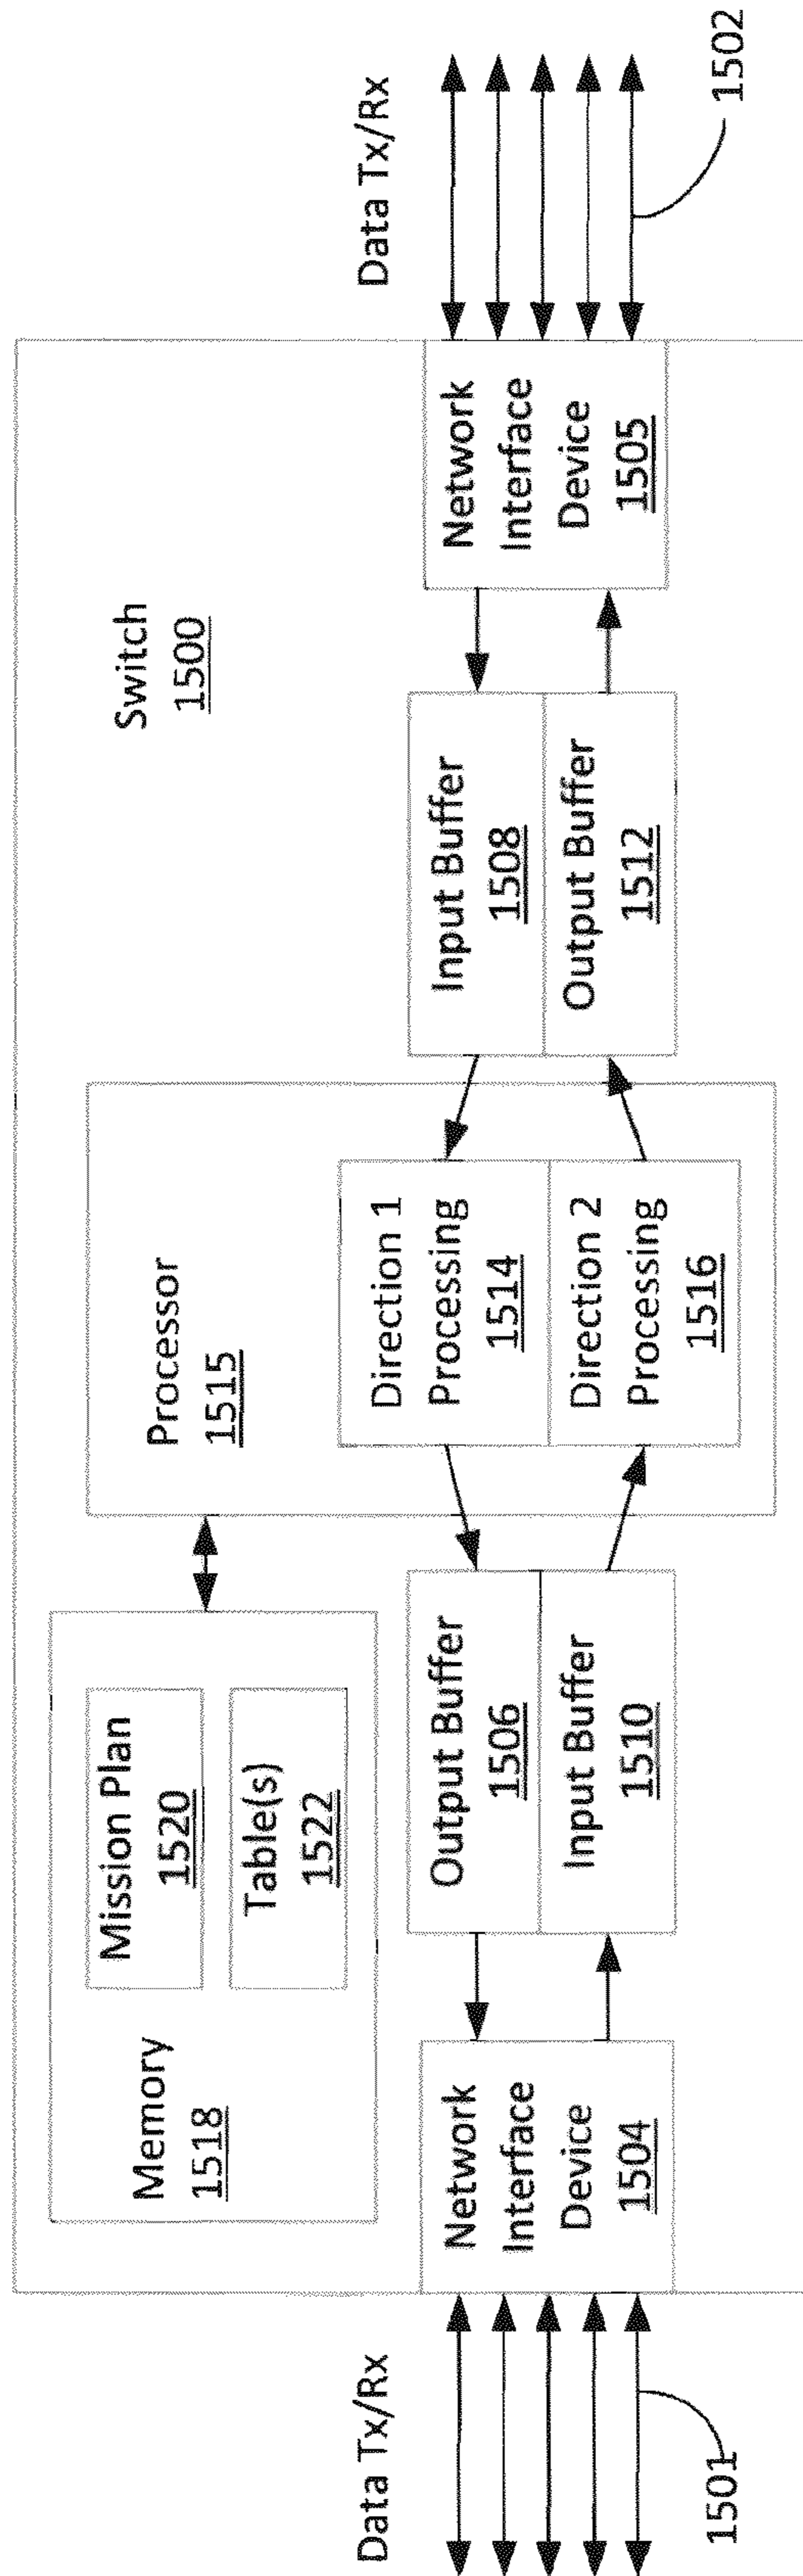 Switch
1500
Memory
1518
Mission Plan
1520
Table(s)
1522
Processor
1515
Data Tx/Rx
1501
Network
Interface
Device
1504
Output Buffer
1506
Input Buffer
1510
Direction 1
Processing
1514
Direction 2
Processing
1516
Input Buffer
1508
Output Buffer
1512
Network
Interface
Device
1505
Data Tx/Rx
1502